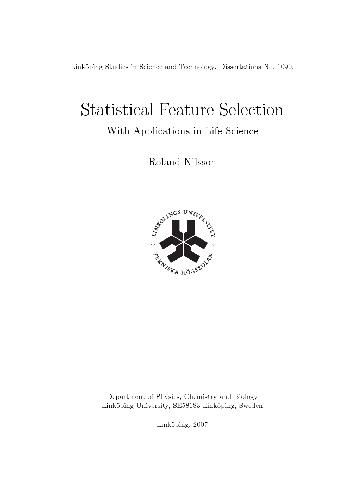 Linköping Studies in Science and Technology. Dissertations No. 1090.
Statistical Feature Selection
With Applications in Life Science
Roland Nilsson
LINKÖPINGS UNIVERSITET
TEKNISKA HÖGSKOLAN
Department of Physics, Chemistry and Biology
Linköping University, SE58183 Linköping, Sweden
Linköping, 2007